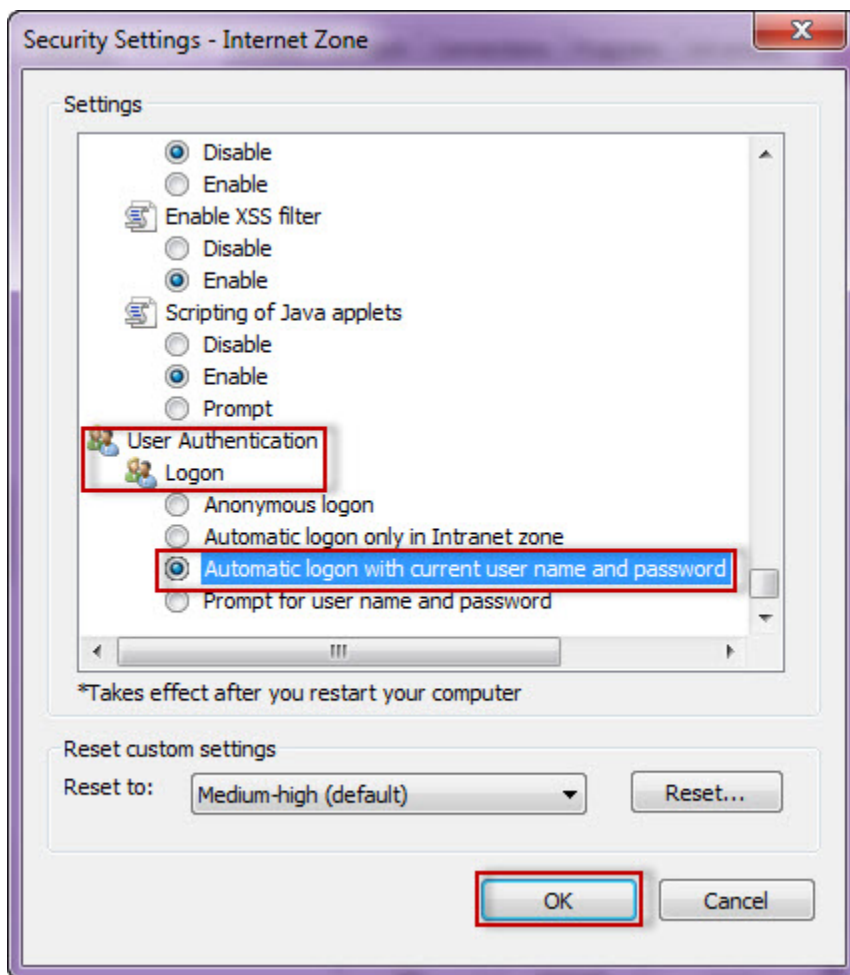 Security Settings - Internet Zone
Settings
Disable
Enable
Enable XSS filter
Disable
Enable
Scripting of Java applets
Disable
Enable
Prompt
User Authentication
Logon
Anonymous logon
Automatic logon only in Intranet zone
Automatic logon with current user name and password
Prompt for user name and password
*Takes effect after you restart your computer
Reset custom settings
Reset to:
Medium-high (default)
Reset...
OK
Cancel